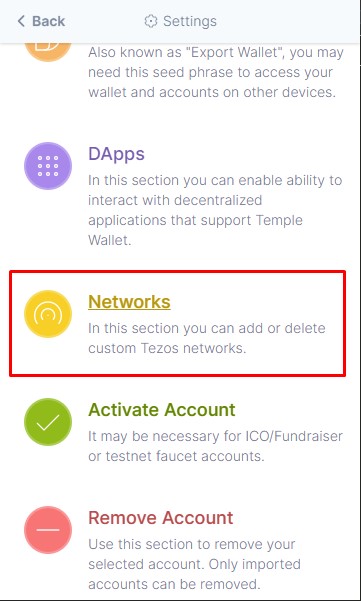 Back
Settings
Also known as "Export Wallet", you may
need this seed phrase to access your
wallet and accounts on other devices.
DApps
In this section you can enable ability to
interact with decentralized
applications that support Temple
Wallet.
Networks
In this section you can add or delete
custom Tezos networks.
Activate Account
It may be necessary for ICO/Fundraiser
or testnet faucet accounts.
Remove Account
Use this section to remove your
selected account. Only imported
accounts can be removed.